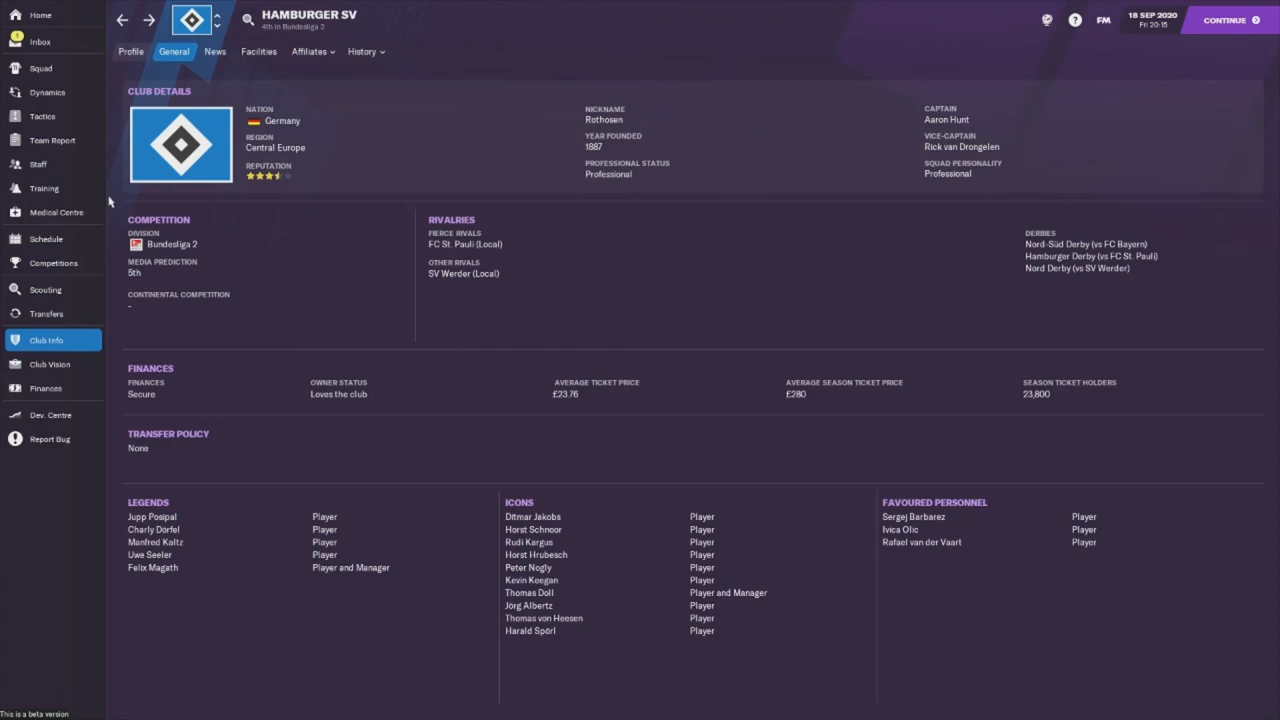 Home
1
Inbox
Squad
Dynamics
Tactics
Team Report
Staff
Training
Medical Centre
Schedule
Competitions
Scouting
Transfers
Club Info
Club Vision
Finances
Dev. Centre
Report Bug
This is a beta version
HAMBURGER SV
4th in Bundesliga 2
? FM 18 SEP 2020
Fri 20:15
CONTINUE
Profile General News Facilities Affiliates History
CLUB DETAILS
NATION
Germany
REGION
Central Europe
REPUTATION
NICKNAME
Rothosen
YEAR FOUNDED
1887
PROFESSIONAL STATUS
Professional
CAPTAIN
Aaron Hunt
VICE-CAPTAIN
Rick van Drongelen
SQUAD PERSONALITY
Professional
COMPETITION
DIVISION
Bundesliga 2
MEDIA PREDICTION
5th
CONTINENTAL COMPETITION
-
RIVALRIES
FIERCE RIVALS
FC St. Pauli (Local)
OTHER RIVALS
SV Werder (Local)
DERBIES
Nord-Süd Derby (vs FC Bayern)
Hamburger Derby (vs FC St. Pauli)
Nord Derby (vs SV Werder)
FINANCES
FINANCES OWNER STATUS AVERAGE TICKET PRICE AVERAGE SEASON TICKET PRICE SEASON TICKET HOLDERS
Secure Loves the club £23.76 £280 23,800
TRANSFER POLICY
None
LEGENDS
Jupp Posipal Player
Charly Dörfel Player
Manfred Kaltz Player
Uwe Seeler Player
Felix Magath Player and Manager
ICONS
Ditmar Jakobs Player
Horst Schnoor Player
Rudi Kargus Player
Horst Hrubesch Player
Peter Nogly Player
Kevin Keegan Player
Thomas Doll Player and Manager
Jörg Albertz Player
Thomas von Heesen Player
Harald Spörl Player
FAVOURED PERSONNEL
Sergej Barbarez Player
Ivica Olic Player
Rafael van der Vaart Player